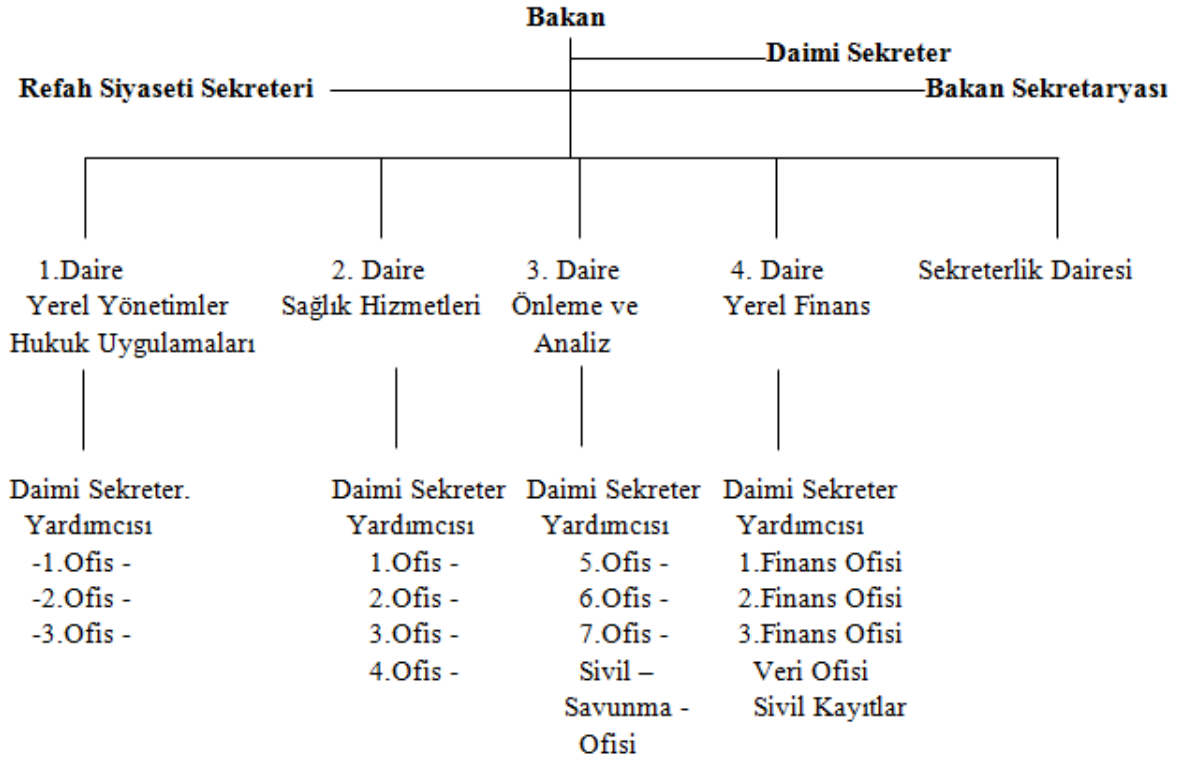 Bakan
Daimi Sekreter
Refah Siyaseti Sekreteri
Bakan Sekretaryası
1.Daire
Yerel Yönetimler
Hukuk Uygulamaları
2. Daire
Sağlık Hizmetleri
3. Daire
Önleme ve
Analiz
4. Daire
Yerel Finans
Sekreterlik Dairesi
Daimi Sekreter.
Yardımcısı
-1.Ofis -
-2.Ofis -
-3.Ofis -
Daimi Sekreter
Yardımcısı
1.Ofis -
2.Ofis -
3.Ofis -
4.Ofis -
Daimi Sekreter
Yardımcısı
5.Ofis -
6.Ofis -
7.Ofis -
Sivil –
Savunma -
Ofisi
Daimi Sekreter
Yardımcısı
1.Finans Ofisi
2.Finans Ofisi
3.Finans Ofisi
Veri Ofisi
Sivil Kayıtlar